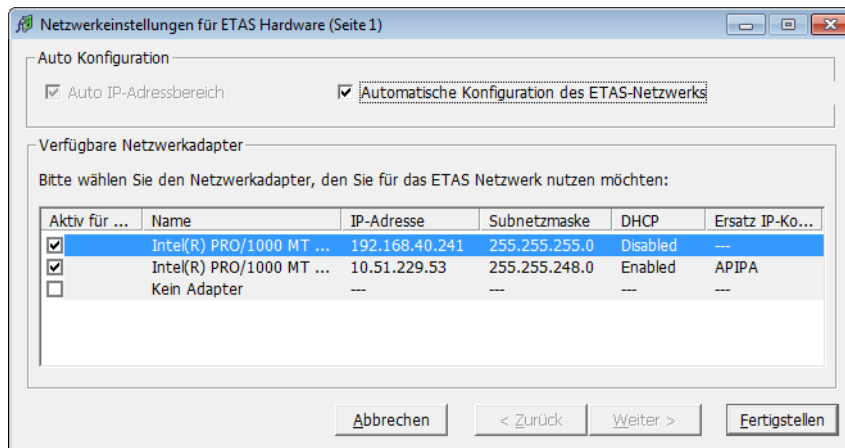 Netzwerkeinstellungen für ETAS Hardware (Seite 1)
Auto Konfiguration
Auto IP-Adressbereich Automatische Konfiguration des ETAS-Netzwerks
Verfügbare Netzwerkadapter
Bitte wählen Sie den Netzwerkadapter, den Sie für das ETAS Netzwerk nutzen möchten:
Aktiv für ... Name IP-Adresse Subnetzmaske DHCP Ersatz IP-Ko...
Intel(R) PRO/1000 MT ... 192.168.40.241 255.255.255.0 Disabled ---
Intel(R) PRO/1000 MT ... 10.51.229.53 255.255.248.0 Enabled APIPA
Kein Adapter --- --- --- ---
Abbrechen < Zurück Weiter > Fertigstellen